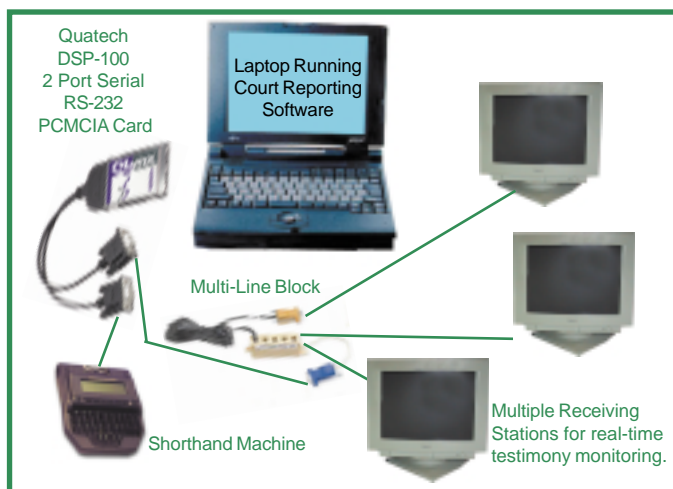 Quatech
DSP-100
2 Port Serial
RS-232
PCMCIA Card
Laptop Running
Court Reporting
Software
Multi-Line Block
Shorthand Machine
Multiple Receiving
Stations for real-time
testimony monitoring.